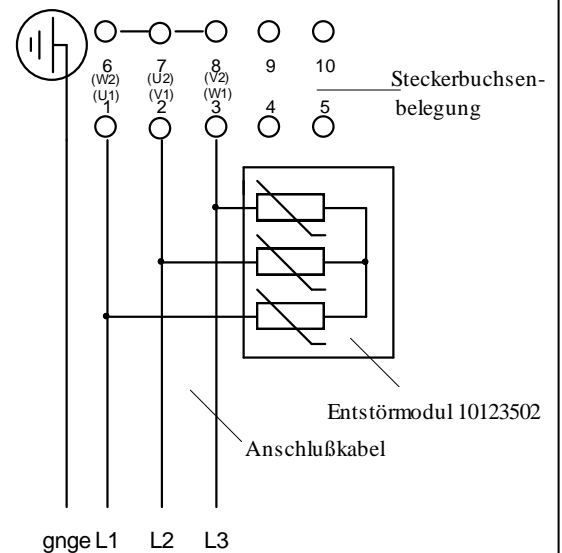 6 7 8 9 10
(W2) (U2) (V2)
(U1) (V1) (W1)
1 2 3 4 5
Steckerbuchsen-
belegung
Entstörmodul 10123502
Anschlußkabel
gnge L1 L2 L3